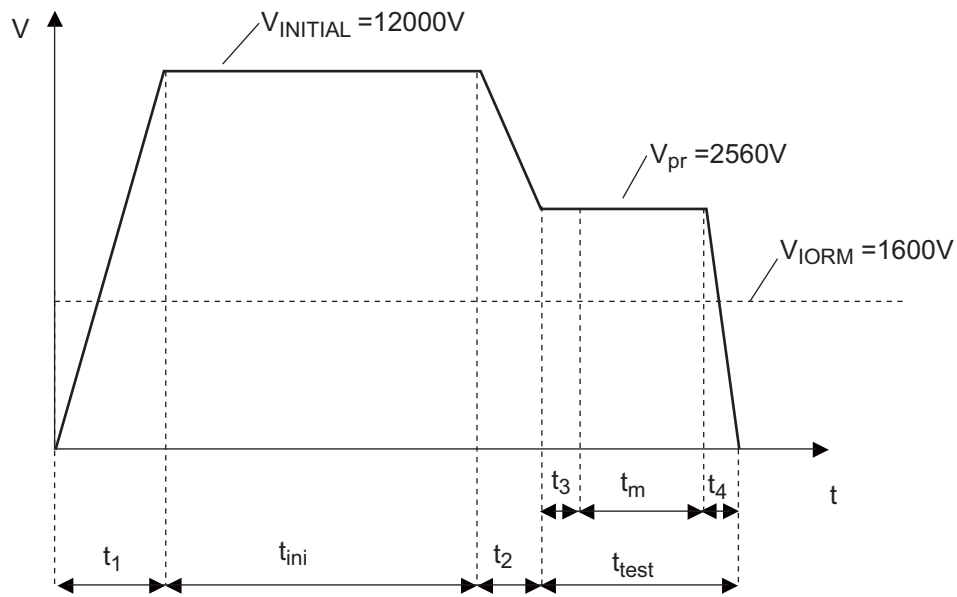 V
V_INITIAL =12000V
V_pr =2560V
V_IORM =1600V
t
t_3 t_m t_4
t_1 t_ini t_2 t_test